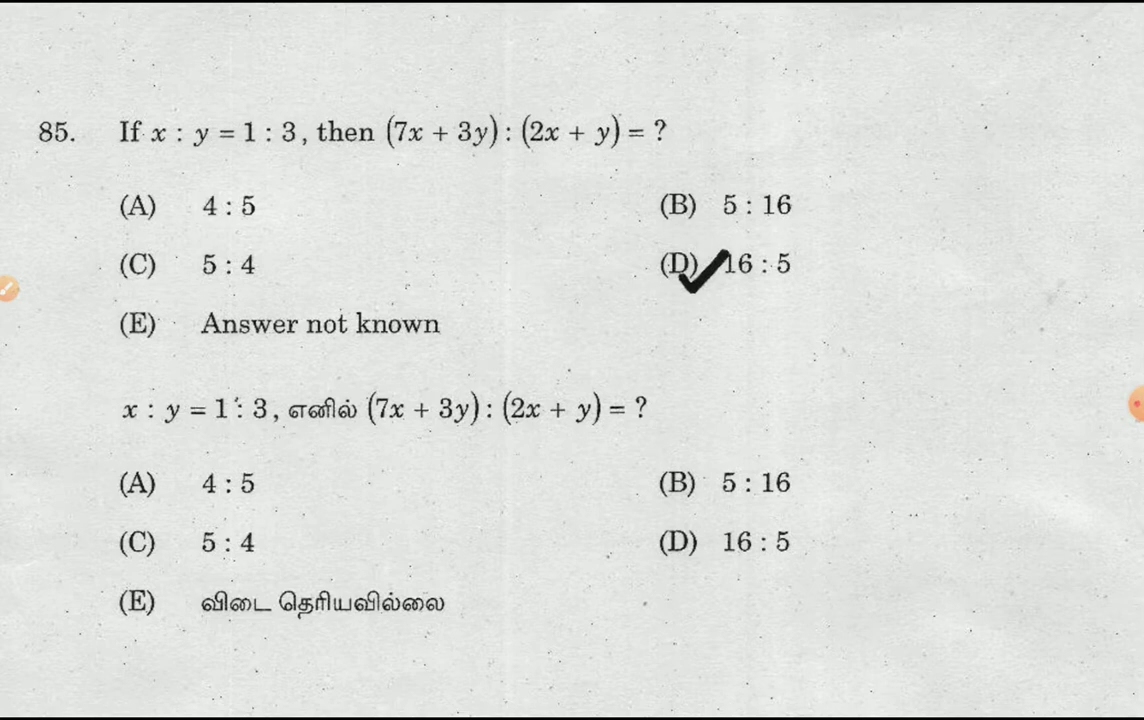 85. If x : y = 1 : 3, then (7x + 3y) : (2x + y) = ?
(A) 4 : 5 (B) 5 : 16
(C) 5 : 4 (D) 16 : 5
(E) Answer not known
x : y = 1 : 3, எனில் (7x + 3y) : (2x + y) = ?
(A) 4 : 5 (B) 5 : 16
(C) 5 : 4 (D) 16 : 5
(E) விடை தெரியவில்லை